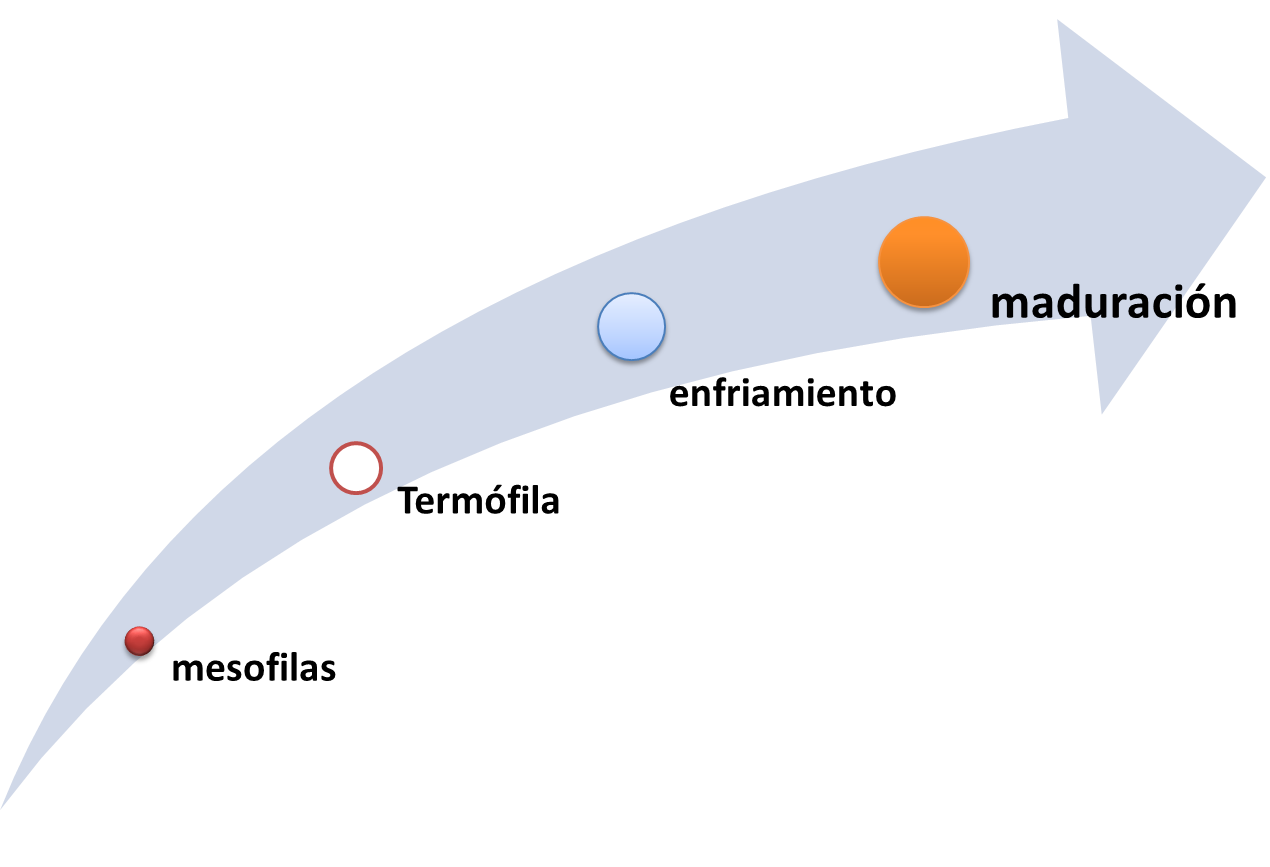 maduración
enfriamiento
Termófila
mesofilas